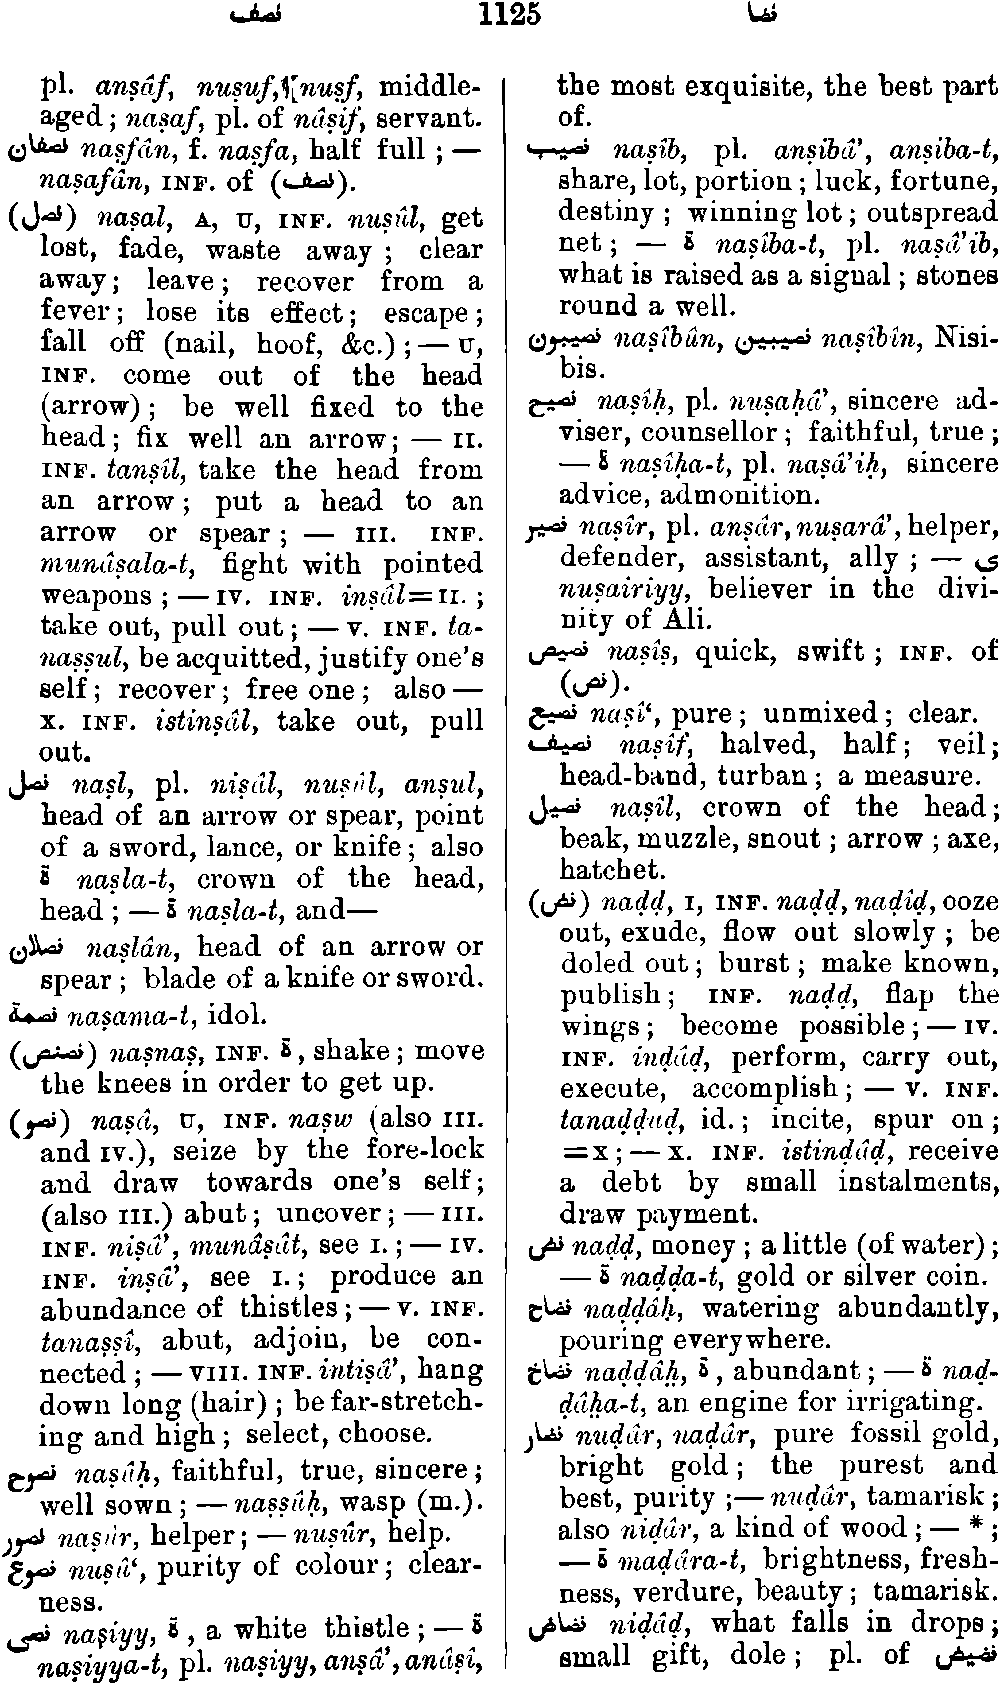 نصف 1125 نضا
pl. anṣâf, nuṣuf, nuṣf, middle-
aged; naṣaf, pl. of nâṣif, servant.
نصفان naṣfân, f. naṣfa, half full; —
naṣafân, INF. of (نصف).
(نصل) naṣal, A, U, INF. nuṣûl, get
lost, fade, waste away; clear
away; leave; recover from a
fever; lose its effect; escape;
fall off (nail, hoof, &c.); — U,
INF. come out of the head
(arrow); be well fixed to the
head; fix well an arrow; — II.
INF. tanṣîl, take the head from
an arrow; put a head to an
arrow or spear; — III. INF.
munâṣala-t, fight with pointed
weapons; — IV. INF. inṣâl=II.;
take out, pull out; — V. INF. ta-
naṣṣul, be acquitted, justify one's
self; recover; free one; also —
X. INF. istinṣâl, take out, pull
out.
نصل naṣl, pl. niṣâl, nuṣûl, anṣul,
head of an arrow or spear, point
of a sword, lance, or knife; also
ة naṣla-t, crown of the head,
head; — ة naṣla-t, and—
نصلان naṣlân, head of an arrow or
spear; blade of a knife or sword.
نصمة naṣama-t, idol.
(نصنص) naṣnaṣ, INF. ة, shake; move
the knees in order to get up.
(نصو) naṣâ, U, INF. naṣw (also III.
and IV.), seize by the fore-lock
and draw towards one's self;
(also III.) abut; uncover; — III.
INF. niṣâ', munâṣât, see I.; — IV.
INF. inṣâ', see I.; produce an
abundance of thistles; — V. INF.
tanaṣṣî, abut, adjoin, be con-
nected; — VIII. INF. intiṣâ', hang
down long (hair); be far-stretch-
ing and high; select, choose.
نصوح naṣûḥ, faithful, true, sincere;
well sown; — naṣṣûḥ, wasp (m.).
نصور naṣûr, helper; — nuṣûr, help.
نصوع nuṣû‘, purity of colour; clear-
ness.
نصى naṣiyy, ة, a white thistle; — ة
naṣiyya-t, pl. naṣiyy, anṣâ', anâṣî,
the most exquisite, the best part
of.
نصيب naṣîb, pl. anṣibâ', anṣiba-t,
share, lot, portion; luck, fortune,
destiny; winning lot; outspread
net; — ة naṣîba-t, pl. naṣâ'ib,
what is raised as a signal; stones
round a well.
نصيبون naṣîbûn, نصيبين naṣîbîn, Nisi-
bis.
نصيح naṣîḥ, pl. nuṣaḥâ', sincere ad-
viser, counsellor; faithful, true;
— ة naṣîḥa-t, pl. naṣâ'iḥ, sincere
advice, admonition.
نصير naṣîr, pl. anṣâr, nuṣarâ', helper,
defender, assistant, ally; — ى
nuṣairiyy, believer in the divi-
nity of Ali.
نصيص naṣîṣ, quick, swift; INF. of
(نص).
نصيع naṣî‘, pure; unmixed; clear.
نصيف naṣîf, halved, half; veil;
head-band, turban; a measure.
نصيل naṣîl, crown of the head;
beak, muzzle, snout; arrow; axe,
hatchet.
(نض) naḍḍ, I, INF. naḍḍ, naḍîḍ, ooze
out, exude, flow out slowly; be
doled out; burst; make known,
publish; INF. naḍḍ, flap the
wings; become possible; — IV.
INF. inḍâḍ, perform, carry out,
execute, accomplish; — V. INF.
tanaḍḍuḍ, id.; incite, spur on;
=X; — X. INF. istinḍâḍ, receive
a debt by small instalments,
draw payment.
نض naḍḍ, money; a little (of water);
— ة naḍḍa-t, gold or silver coin.
نضاح naḍḍâḥ, watering abundantly,
pouring everywhere.
نضاخ naḍḍâḫ, ة, abundant; — ة naḍ-
ḍâḫa-t, an engine for irrigating.
نضار nuḍâr, naḍâr, pure fossil gold,
bright gold; the purest and
best, purity;— nuḍâr, tamarisk;
also niḍâr, a kind of wood; — *;
— ة maḍâra-t, brightness, fresh-
ness, verdure, beauty; tamarisk.
نضاض niḍâḍ, what falls in drops;
small gift, dole; pl. of نضيض